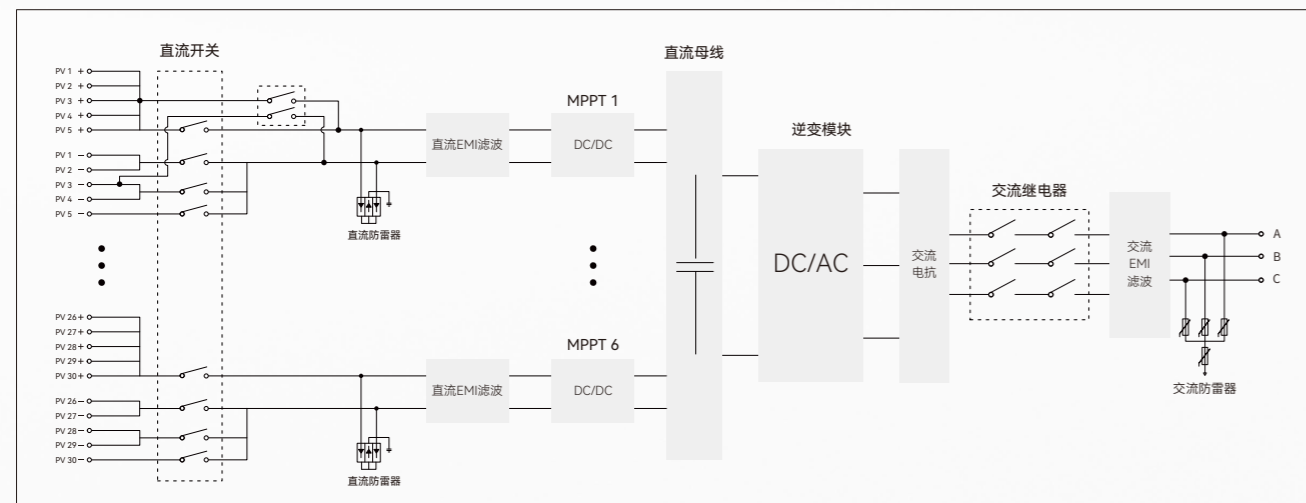 直流开关
直流母线
PV 1 +
PV 2 +
PV 3 +
PV 4 +
PV 5 +
PV 1 −
PV 2 −
PV 3 −
PV 4 −
PV 5 −
直流防雷器
直流EMI滤波
MPPT 1
DC/DC
逆变模块
DC/AC
交流
电抗
交流继电器
交流
EMI
滤波
A
B
C
交流防雷器
PV 26+
PV 27+
PV 28+
PV 29+
PV 30+
PV 26−
PV 27−
PV 28−
PV 29−
PV 30−
直流防雷器
直流EMI滤波
MPPT 6
DC/DC